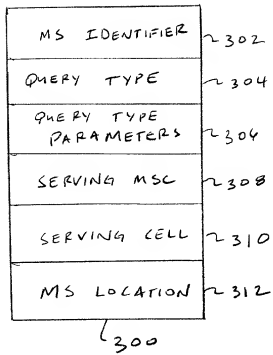 MS IDENTIFIER 302
QUERY TYPE 304
QUERY TYPE
PARAMETERS 306
SERVING MSC 308
SERVING CELL 310
MS LOCATION 312
300